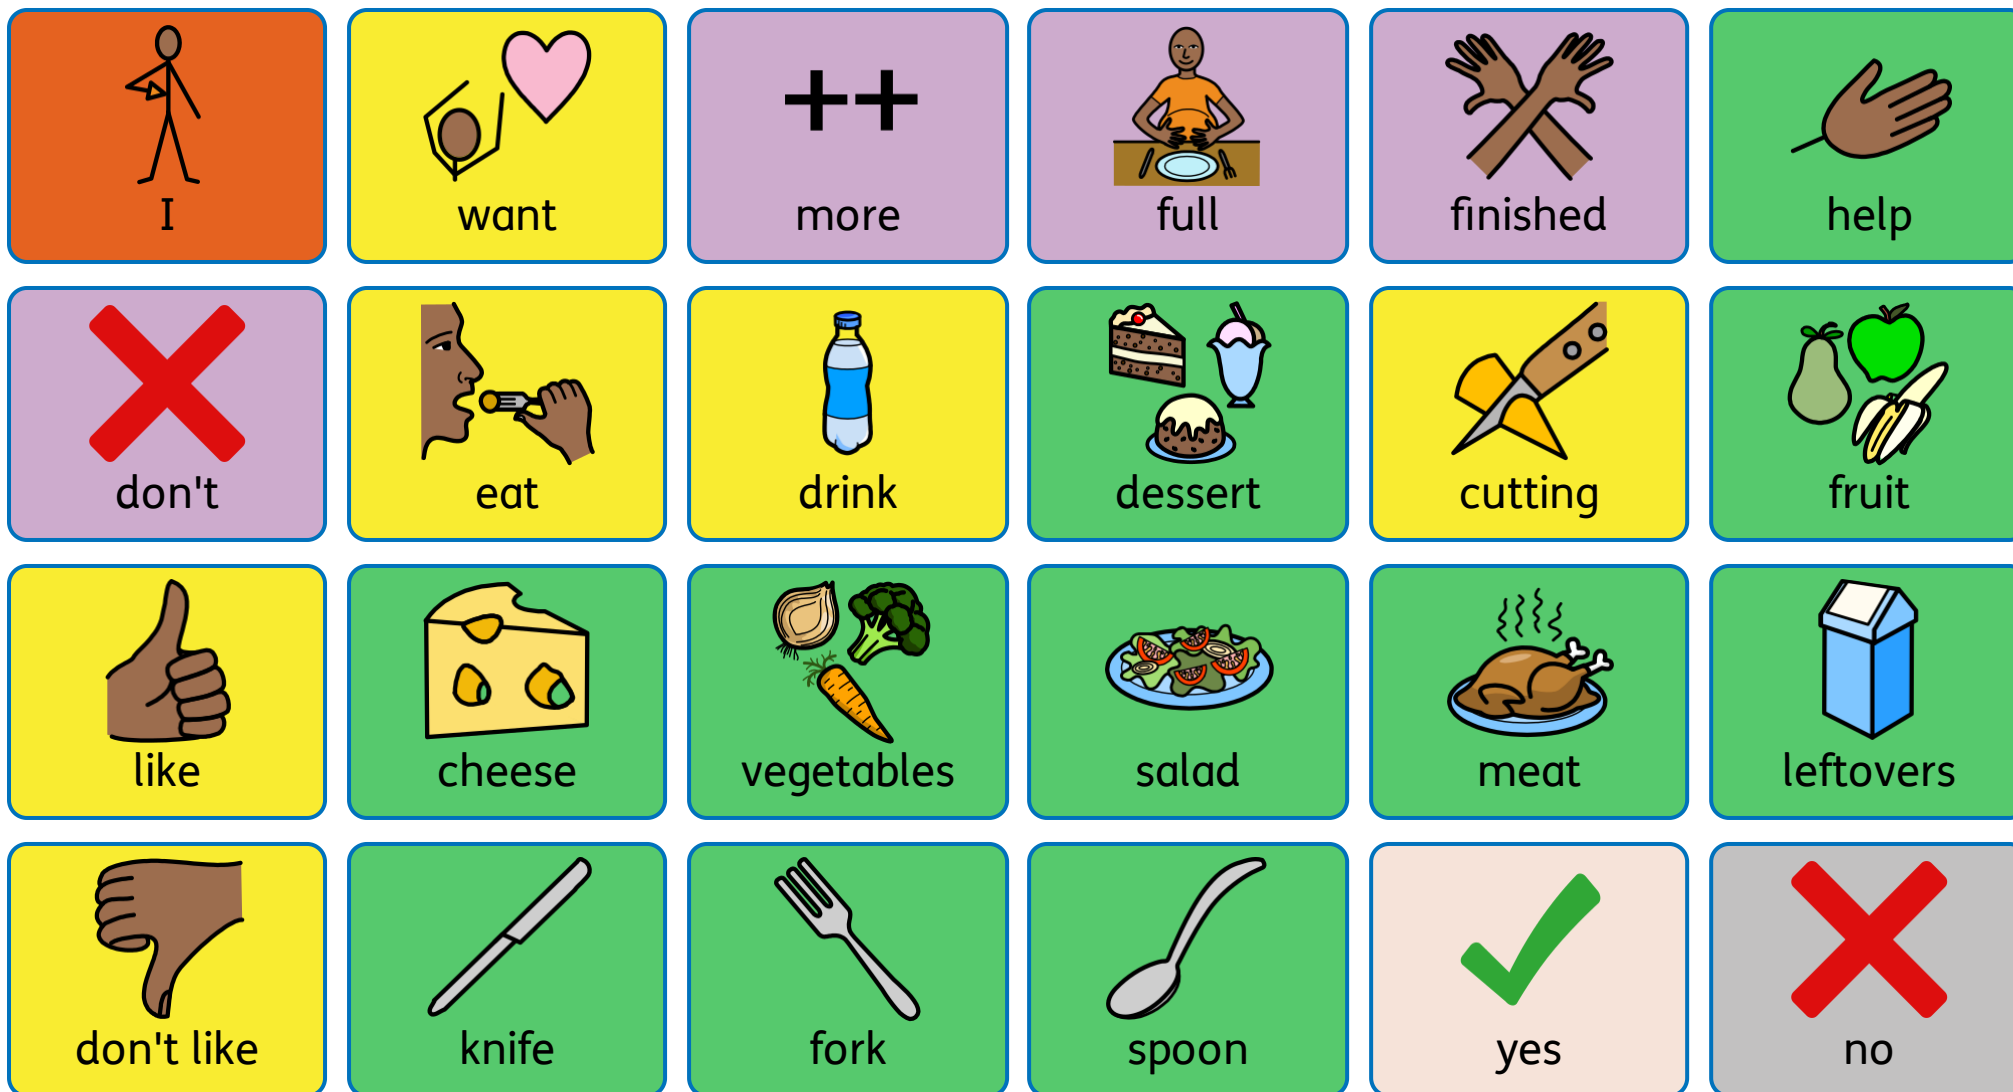 I
want
more
full
finished
help
don't
eat
drink
dessert
cutting
fruit
like
cheese
vegetables
salad
meat
leftovers
don't like
knife
fork
spoon
yes
no